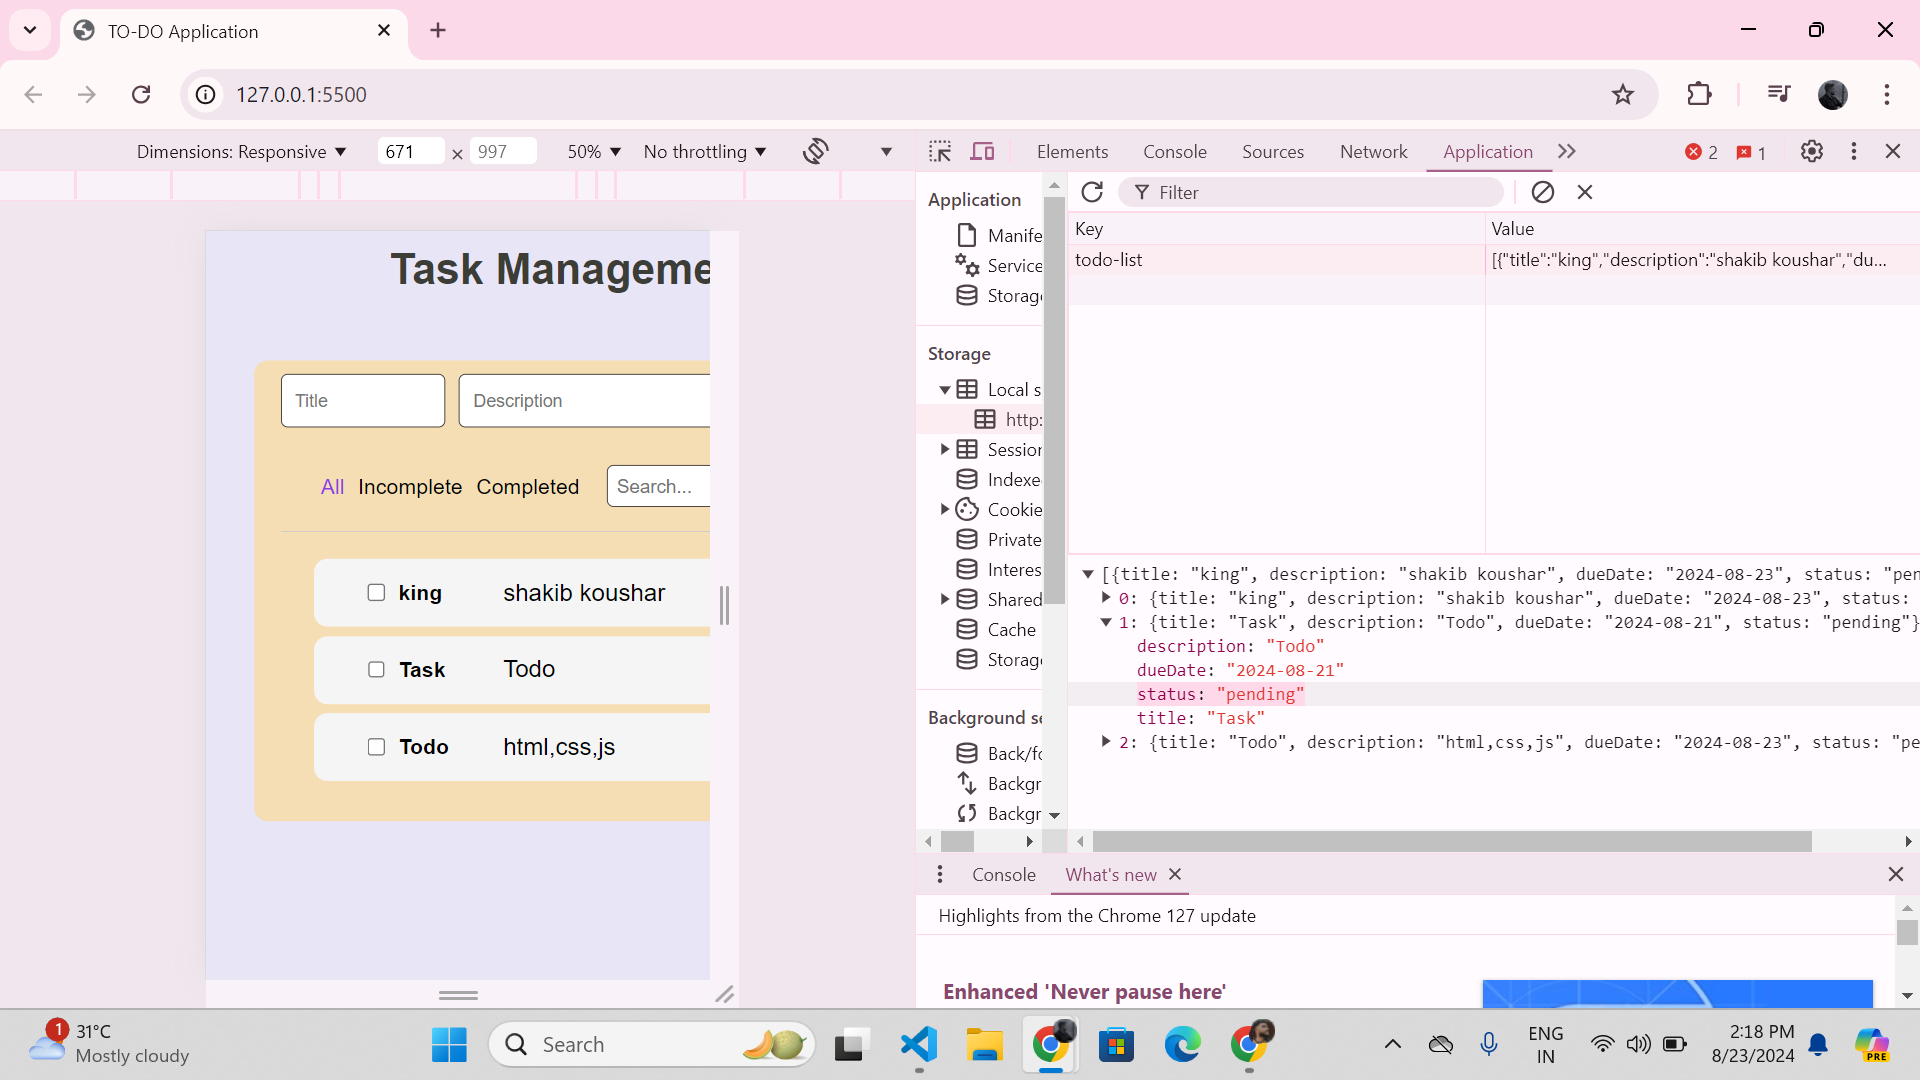 TO-DO Application
127.0.0.1:5500
Dimensions: Responsive 671 × 997 50% No throttling
Elements Console Sources Network Application 2 1
Task Manageme
Title Description
All Incomplete Completed Search...
king shakib koushar
Task Todo
Todo html,css,js
Application
Manife
Service
Storag
Storage
Local s
http:
Session
Indexe
Cookie
Private
Interes
Shared
Cache
Storag
Background se
Back/fo
Backgr
Backgr
Filter
Key Value
todo-list [{"title":"king","description":"shakib koushar","du...
[{title: "king", description: "shakib koushar", dueDate: "2024-08-23", status: "pen
0: {title: "king", description: "shakib koushar", dueDate: "2024-08-23", status:
1: {title: "Task", description: "Todo", dueDate: "2024-08-21", status: "pending"}
description: "Todo"
dueDate: "2024-08-21"
status: "pending"
title: "Task"
2: {title: "Todo", description: "html,css,js", dueDate: "2024-08-23", status: "pe
Console What's new
Highlights from the Chrome 127 update
Enhanced 'Never pause here'
1
31°C
Mostly cloudy
Search
ENG
IN
2:18 PM
8/23/2024
PRE